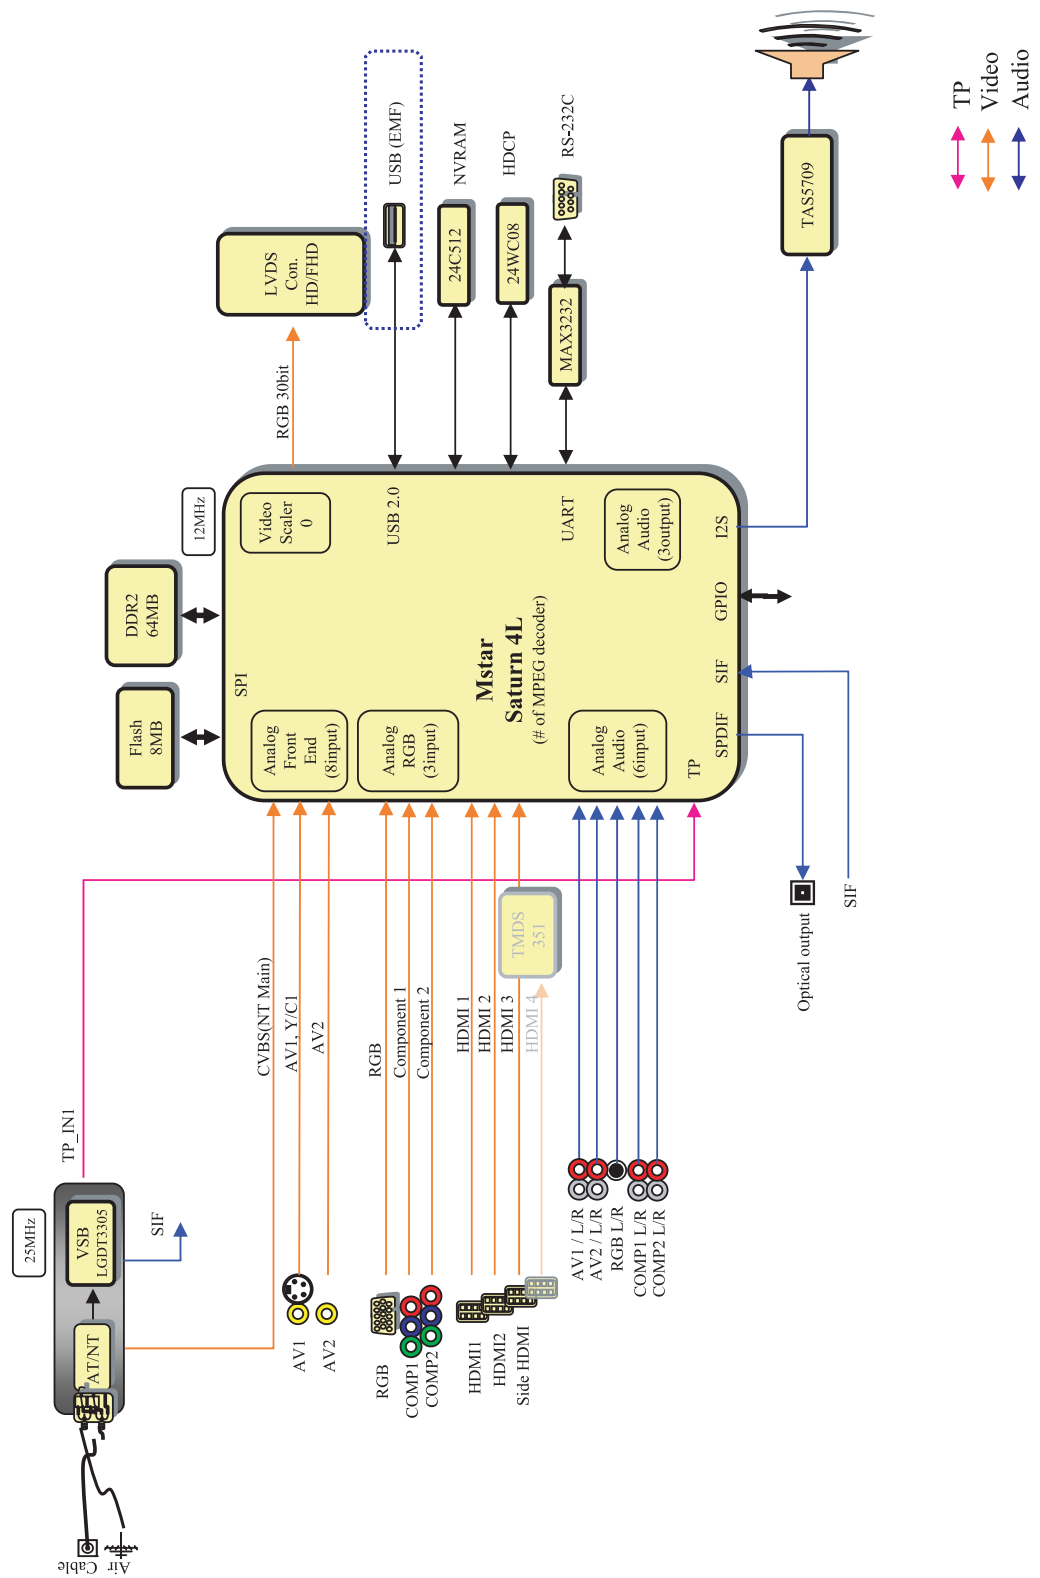 Cable
Air
25MHz
AT/NT
VSB
LGDT3305
TP_IN1
SIF
CVBS(NT Main)
AV1, Y/C1
AV2
AV1
AV2
RGB
Component 1
Component 2
RGB
COMP1
COMP2
HDMI 1
HDMI 2
HDMI 3
HDMI 4
HDMI1
HDMI2
Side HDMI
TMDS
351
AV1 / L/R
AV2 / L/R
RGB L/R
COMP1 L/R
COMP2 L/R
Flash
8MB
DDR2
64MB
12MHz
SPI
Analog
Front
End
(8input)
Analog
RGB
(3input)
Mstar
Saturn 4L
(# of MPEG decoder)
Analog
Audio
(6input)
TP
Video
Scaler
0
USB 2.0
UART
Analog
Audio
(3output)
SPDIF
SIF
GPIO
I2S
Optical output
SIF
RGB 30bit
LVDS
Con.
HD/FHD
USB (EMF)
24C512
NVRAM
24WC08
HDCP
MAX3232
RS-232C
TAS5709
TP
Video
Audio